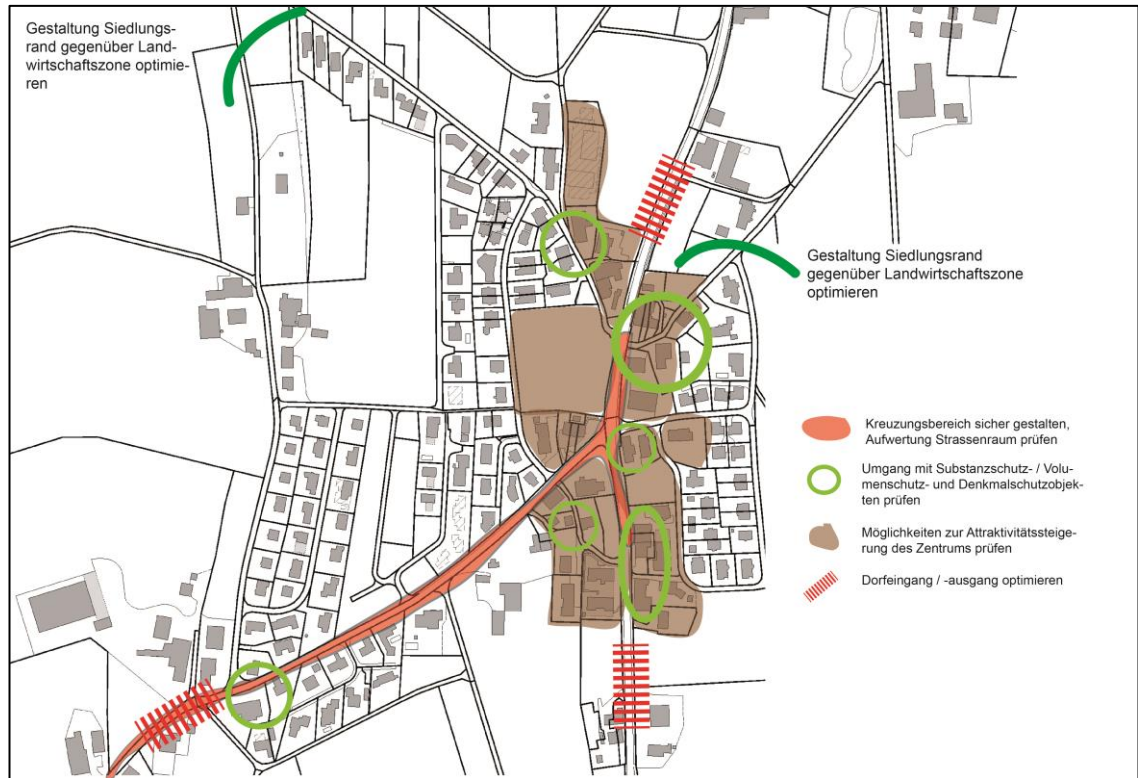 Gestaltung Siedlungs-
rand gegenüber Land-
wirtschaftszone optimie-
ren
Gestaltung Siedlungsrand
gegenüber Landwirtschaftszone
optimieren
Kreuzungsbereich sicher gestalten,
Aufwertung Strassenraum prüfen
Umgang mit Substanzschutz- / Volu-
menschutz- und Denkmalschutzobjek-
ten prüfen
Möglichkeiten zur Attraktivitätssteige-
rung des Zentrums prüfen
Dorfeingang / -ausgang optimieren